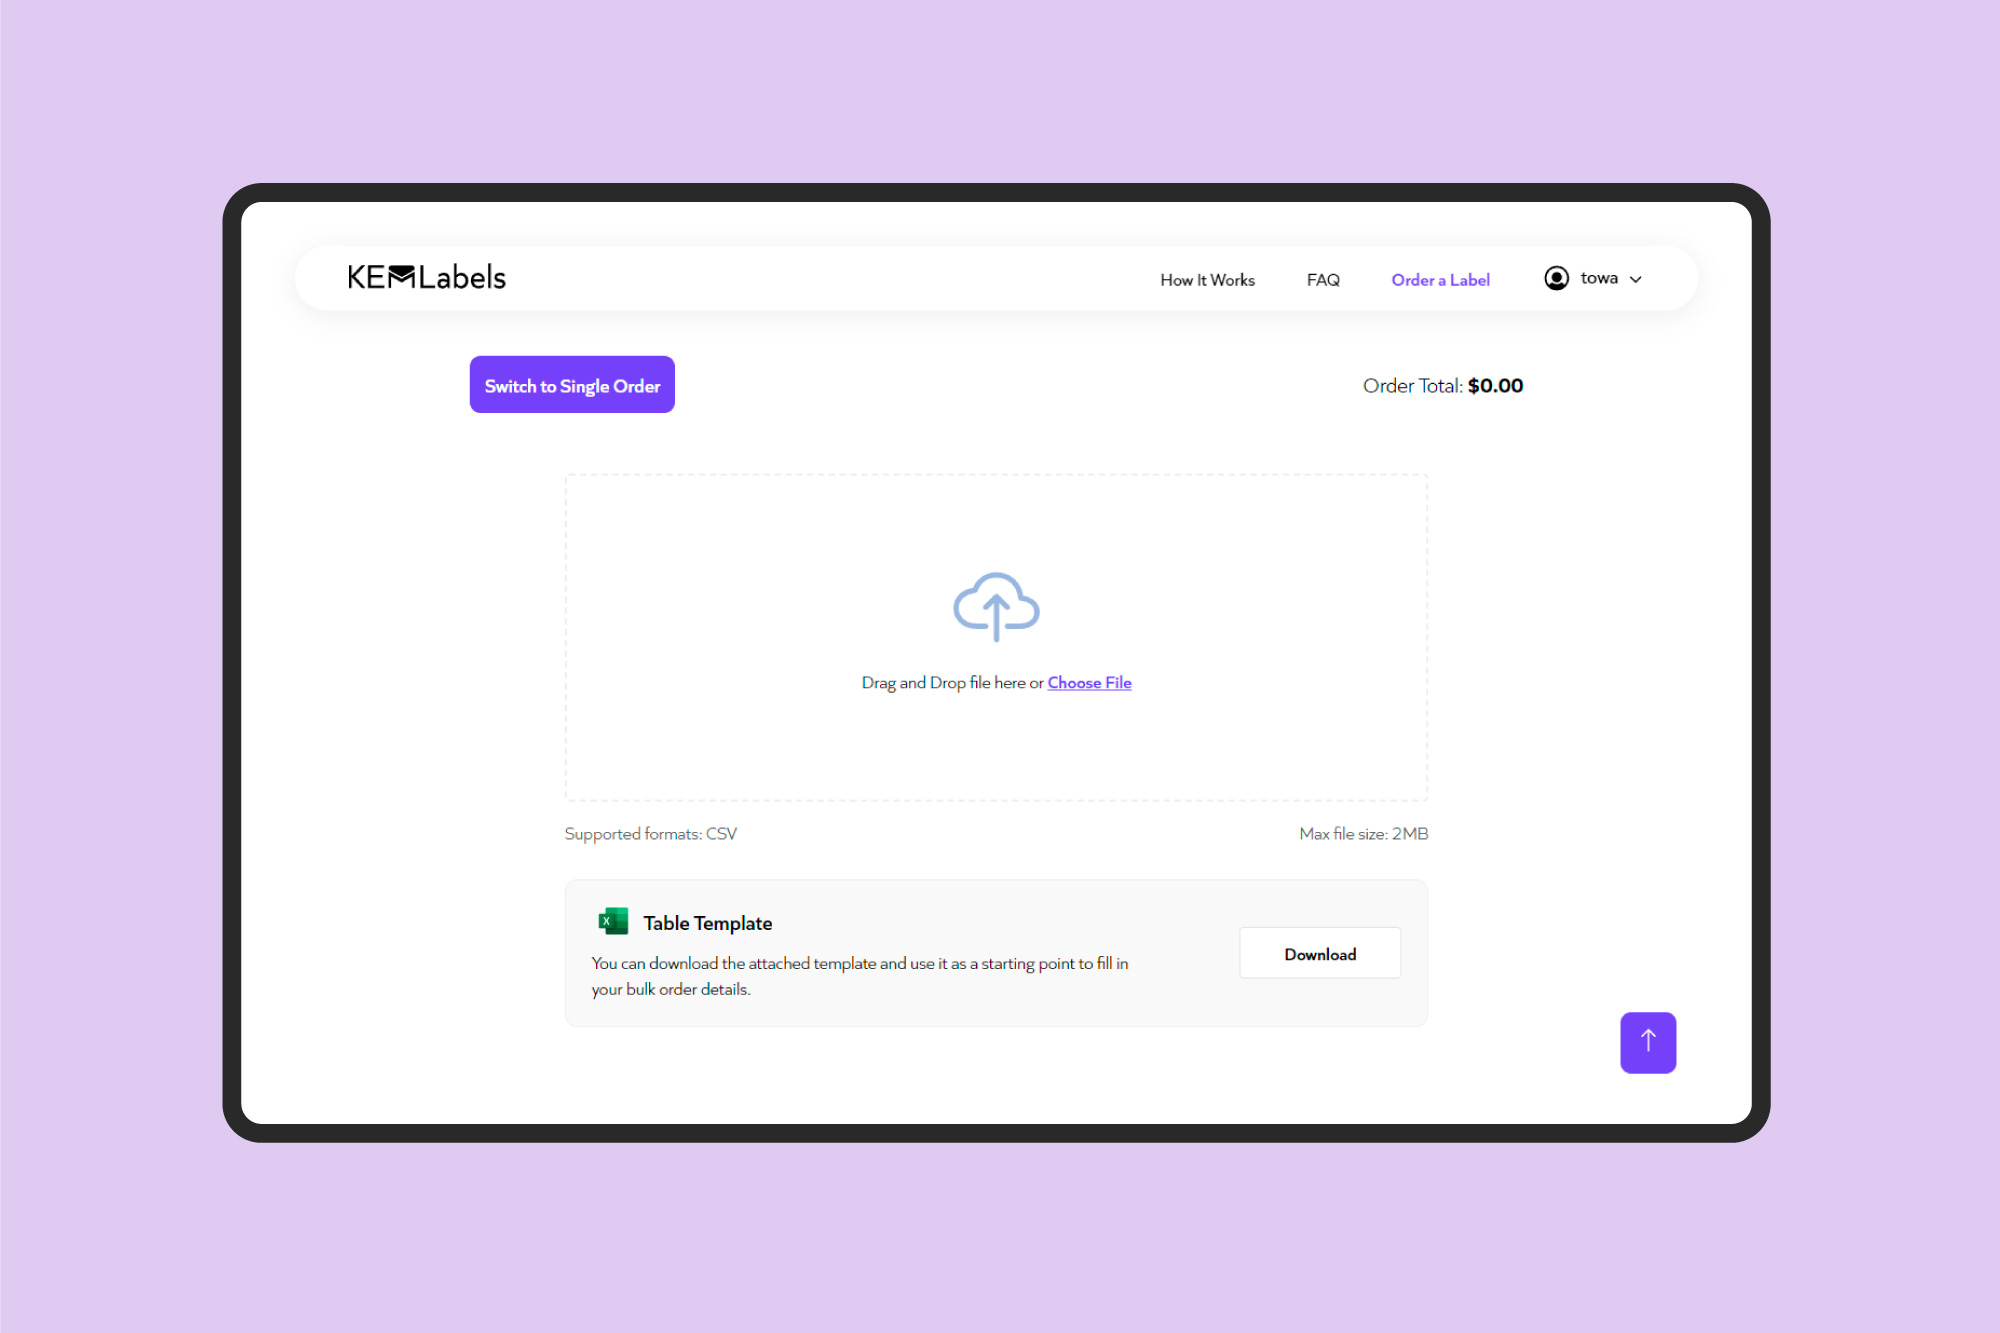 KEMLabels
How It Works
FAQ
Order a Label
towa
Switch to Single Order
Order Total: $0.00
Drag and Drop file here or Choose File
Supported formats: CSV
Max file size: 2MB
X
Table Template
You can download the attached template and use it as a starting point to fill in
your bulk order details.
Download